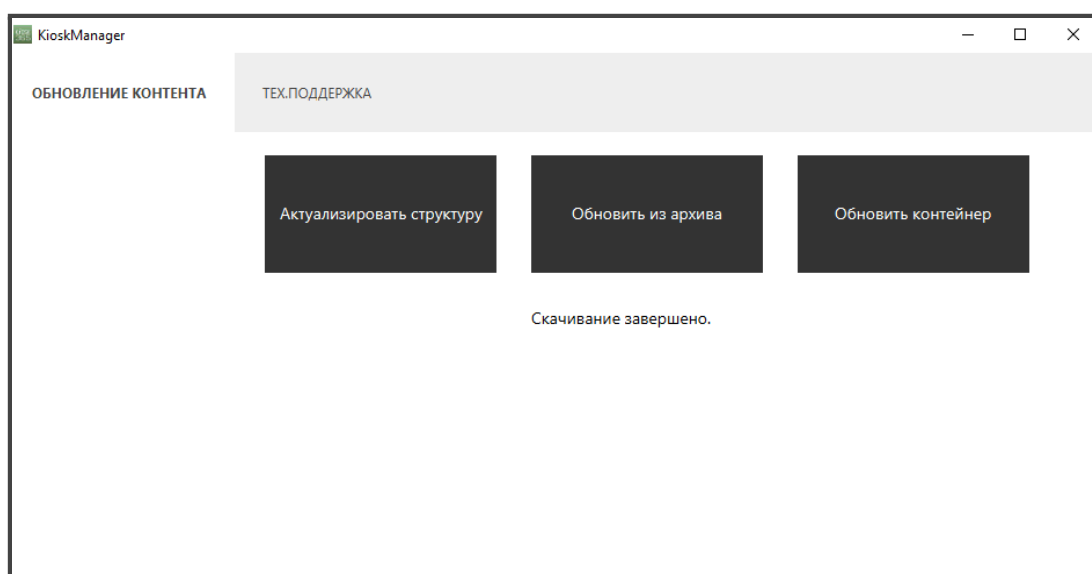 KioskManager
ОБНОВЛЕНИЕ КОНТЕНТА
ТЕХ.ПОДДЕРЖКА
Актуализировать структуру
Обновить из архива
Обновить контейнер
Скачивание завершено.